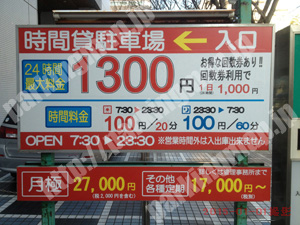 時間貸駐車場 ← 入口
24時間
最大料金
1300円
お得な回数券あり!!
回数券利用で
1日 1,000円
時間料金
7:30 > 23:30
100円/20分
23:30 > 7:30
100円/60分
OPEN 7:30 > 23:30 ※営業時間外は入出庫出来ません。
月極 27,000円
その他
各種定期
17,000円～